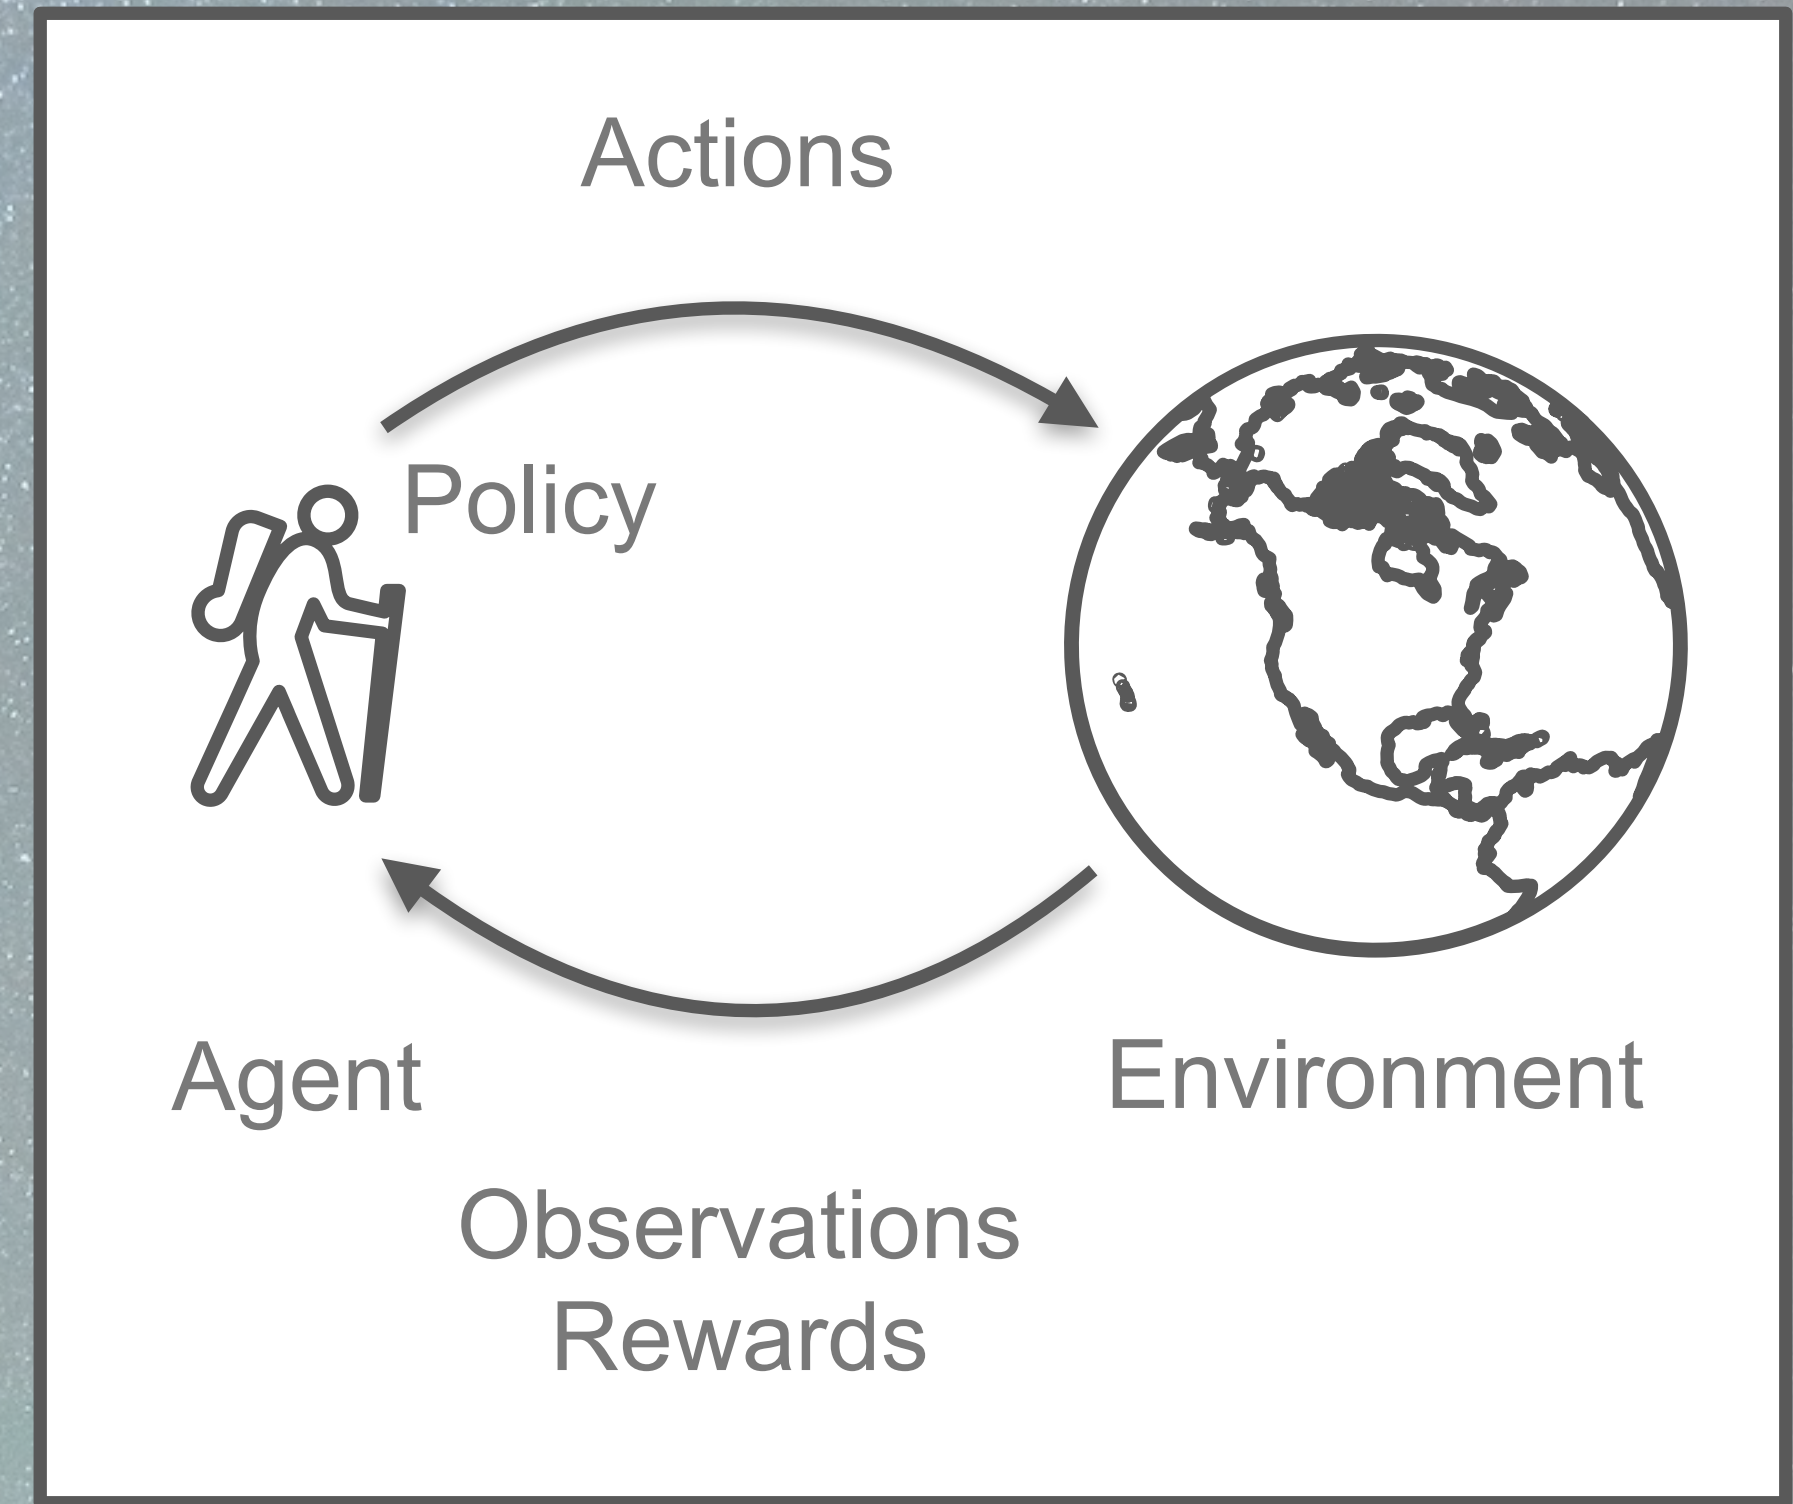 Actions
Policy
Agent
Environment
Observations
Rewards